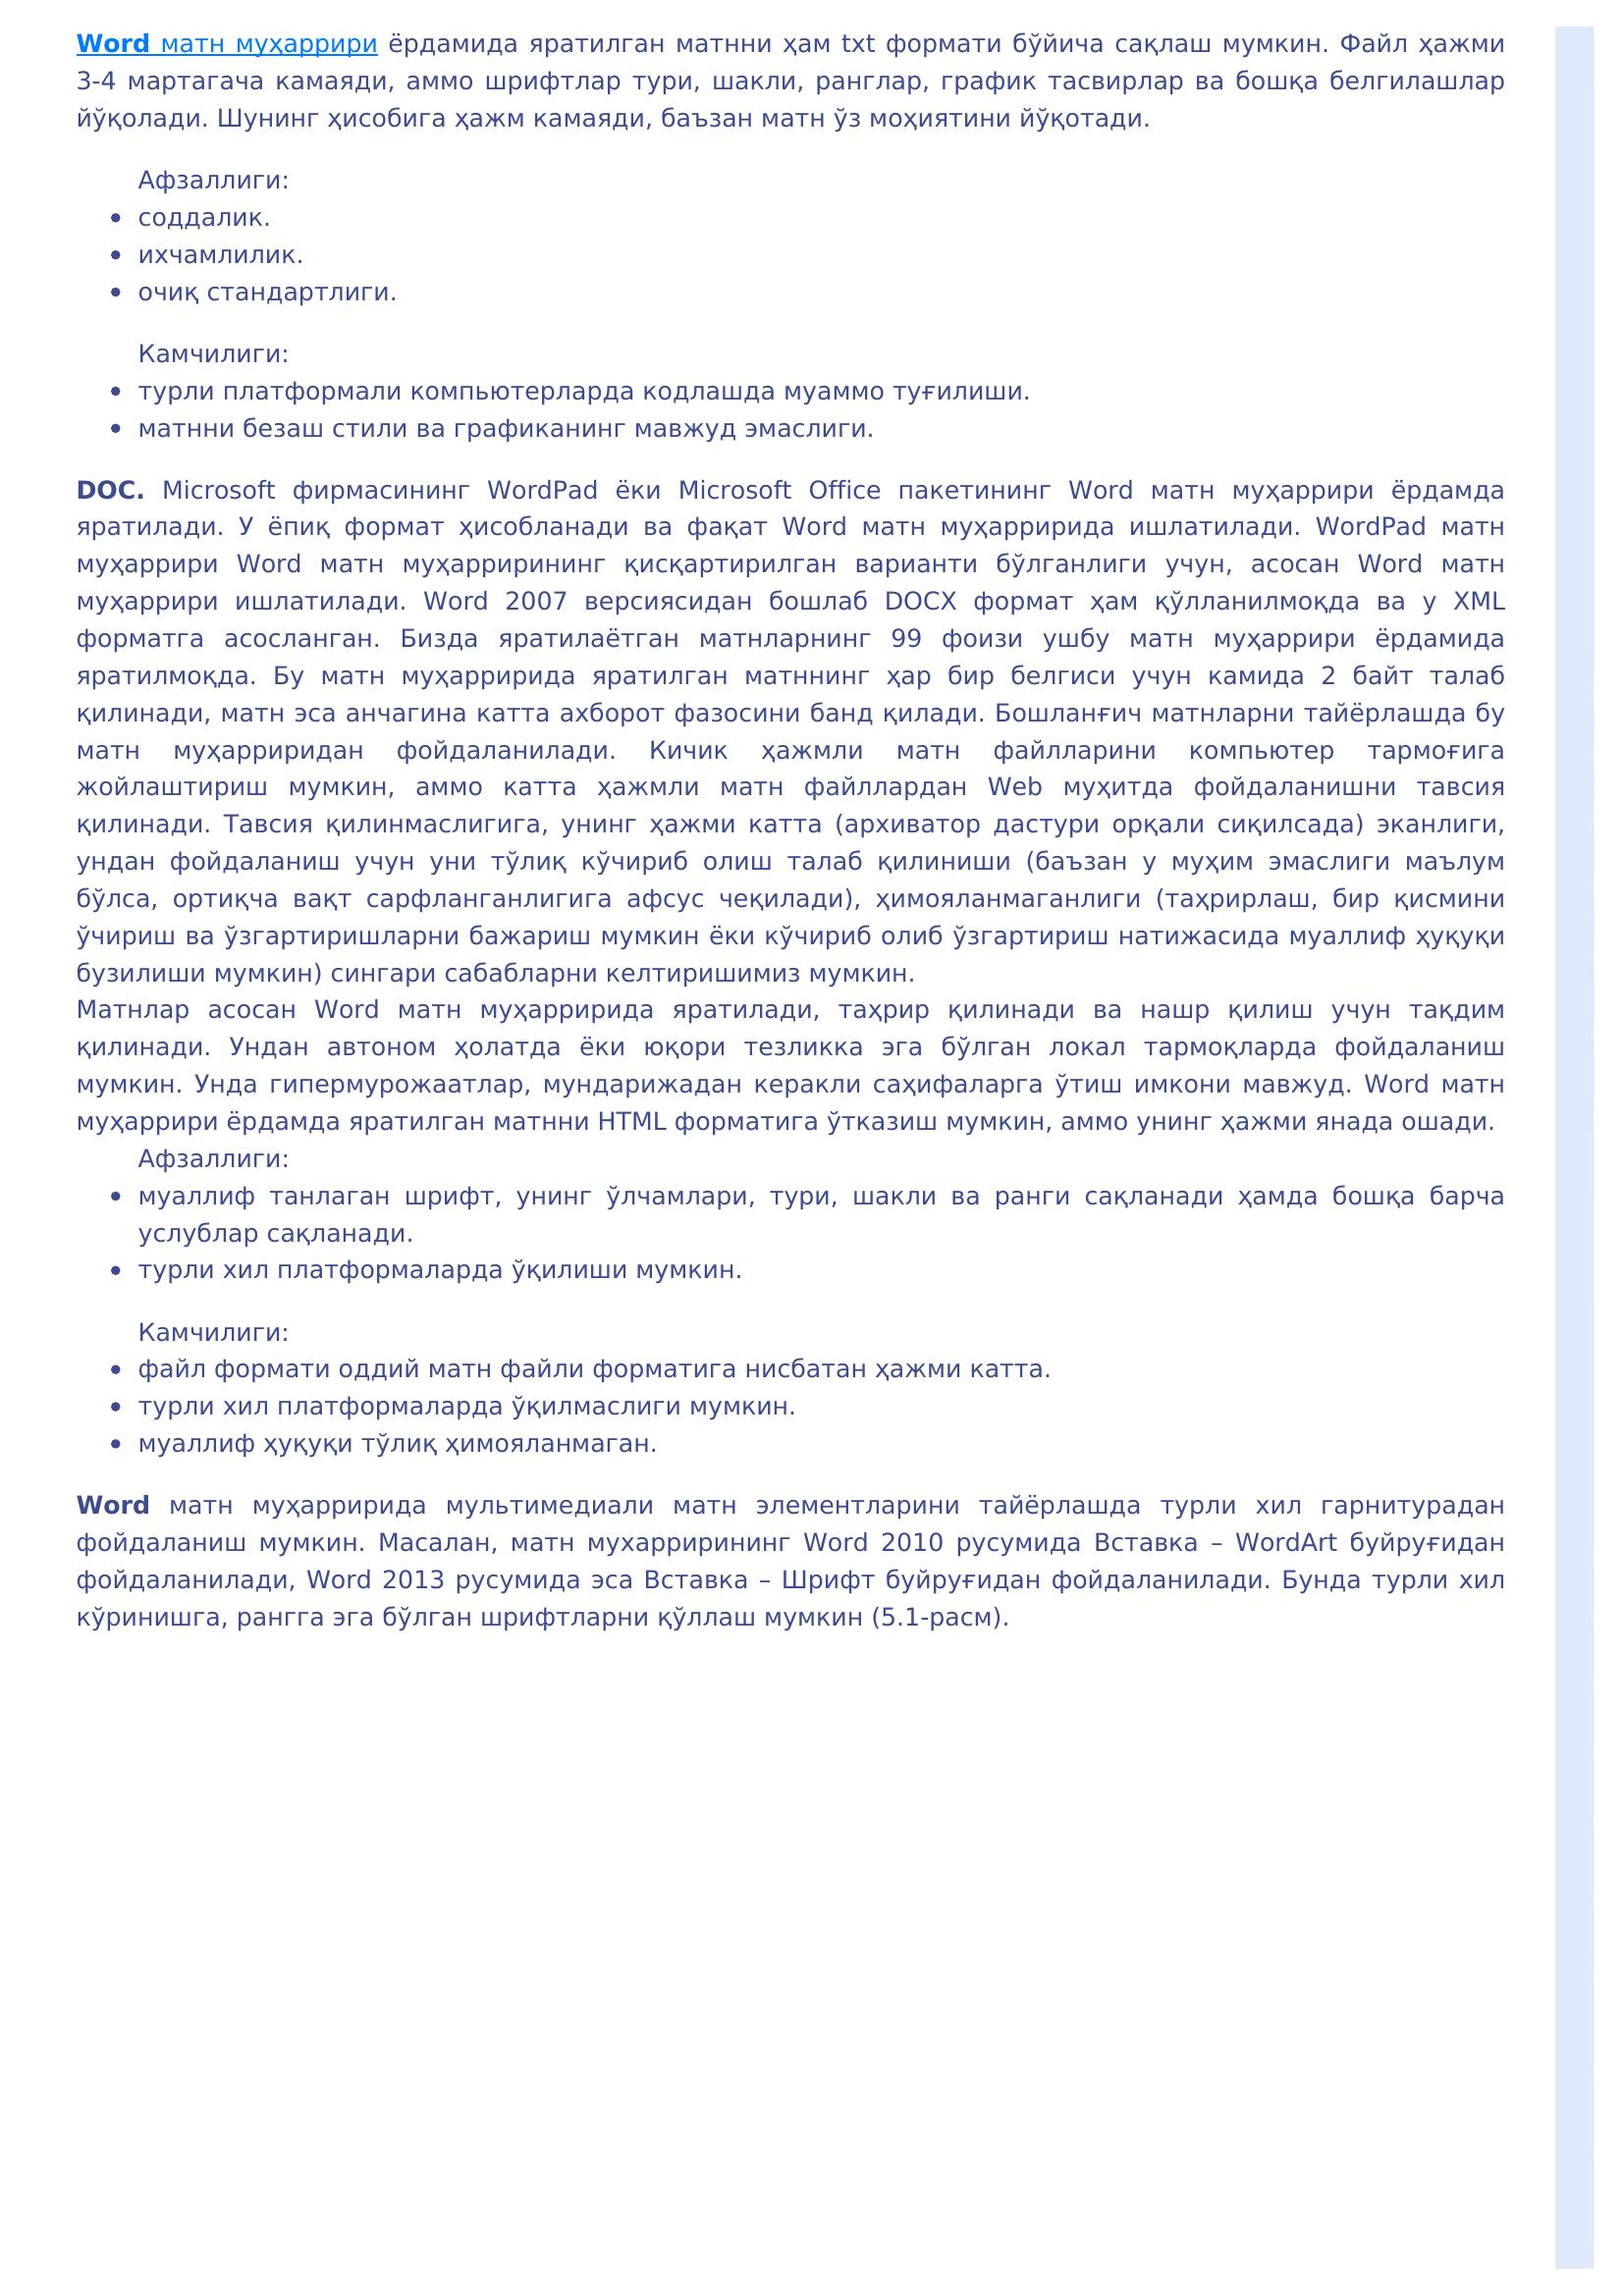 Word матн муҳаррири ёрдамида яратилган матнни ҳам txt формати бўйича сақлаш мумкин. Файл ҳажми
3-4 мартагача камаяди, аммо шрифтлар тури, шакли, ранглар, график тасвирлар ва бошқа белгилашлар
йўқолади. Шунинг ҳисобига ҳажм камаяди, баъзан матн ўз моҳиятини йўқотади.
Афзаллиги:
• соддалик.
• ихчамлилик.
• очиқ стандартлиги.
Камчилиги:
• турли платформали компьютерларда кодлашда муаммо туғилиши.
• матнни безаш стили ва графиканинг мавжуд эмаслиги.
DOC. Microsoft фирмасининг WordPad ёки Microsoft Office пакетининг Word матн муҳаррири ёрдамда
яратилади. У ёпиқ формат ҳисобланади ва фақат Word матн муҳарририда ишлатилади. WordPad матн
муҳаррири Word матн муҳаррирининг қисқартирилган варианти бўлганлиги учун, асосан Word матн
муҳаррири ишлатилади. Word 2007 версиясидан бошлаб DOCX формат ҳам қўлланилмоқда ва у XML
форматга асосланган. Бизда яратилаётган матнларнинг 99 фоизи ушбу матн муҳаррири ёрдамида
яратилмоқда. Бу матн муҳарририда яратилган матннинг ҳар бир белгиси учун камида 2 байт талаб
қилинади, матн эса анчагина катта ахборот фазосини банд қилади. Бошланғич матнларни тайёрлашда бу
матн муҳарриридан фойдаланилади. Кичик ҳажмли матн файлларини компьютер тармоғига
жойлаштириш мумкин, аммо катта ҳажмли матн файллардан Web муҳитда фойдаланишни тавсия
қилинади. Тавсия қилинмаслигига, унинг ҳажми катта (архиватор дастури орқали сиқилсада) эканлиги,
ундан фойдаланиш учун уни тўлиқ кўчириб олиш талаб қилиниши (баъзан у муҳим эмаслиги маълум
бўлса, ортиқча вақт сарфланганлигига афсус чеқилади), ҳимояланмаганлиги (таҳрирлаш, бир қисмини
ўчириш ва ўзгартиришларни бажариш мумкин ёки кўчириб олиб ўзгартириш натижасида муаллиф ҳуқуқи
бузилиши мумкин) сингари сабабларни келтиришимиз мумкин.
Матнлар асосан Word матн муҳарририда яратилади, таҳрир қилинади ва нашр қилиш учун тақдим
қилинади. Ундан автоном ҳолатда ёки юқори тезликка эга бўлган локал тармоқларда фойдаланиш
мумкин. Унда гипермурожаатлар, мундарижадан керакли саҳифаларга ўтиш имкони мавжуд. Word матн
муҳаррири ёрдамда яратилган матнни HTML форматига ўтказиш мумкин, аммо унинг ҳажми янада ошади.
Афзаллиги:
• муаллиф танлаган шрифт, унинг ўлчамлари, тури, шакли ва ранги сақланади ҳамда бошқа барча
услублар сақланади.
• турли хил платформаларда ўқилиши мумкин.
Камчилиги:
• файл формати оддий матн файли форматига нисбатан ҳажми катта.
• турли хил платформаларда ўқилмаслиги мумкин.
• муаллиф ҳуқуқи тўлиқ ҳимояланмаган.
Word матн муҳарририда мультимедиали матн элементларини тайёрлашда турли хил гарнитурадан
фойдаланиш мумкин. Масалан, матн мухаррирининг Word 2010 русумида Вставка – WordArt буйруғидан
фойдаланилади, Word 2013 русумида эса Вставка – Шрифт буйруғидан фойдаланилади. Бунда турли хил
кўринишга, рангга эга бўлган шрифтларни қўллаш мумкин (5.1-расм).